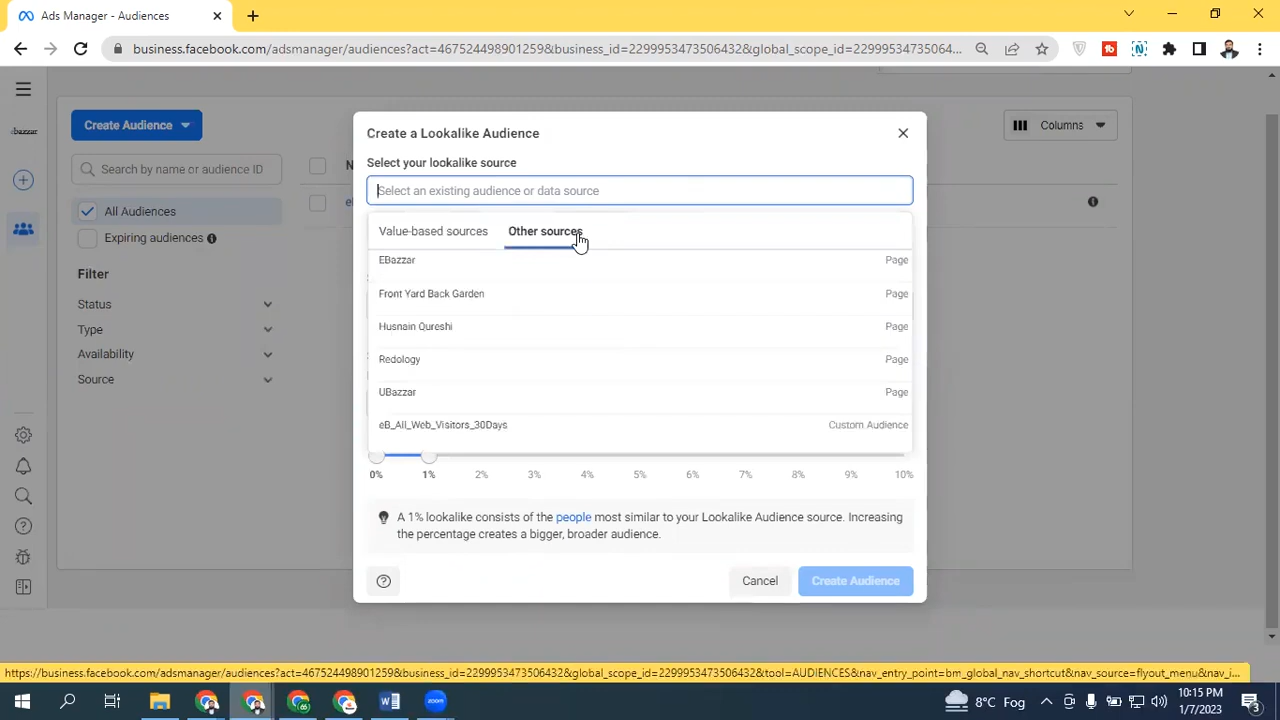 Ads Manager - Audiences
business.facebook.com/adsmanager/audiences?act=467524498901259&business_id=2299953473506432&global_scope_id=22999534735064...
Create a Lookalike Audience
Create Audience
Columns
Select your lookalike source
Search by name or audience ID
N
Select an existing audience or data source
eB
All Audiences
Expiring audiences
Value-based sources
Other sources
EBazzar
Page
Filter
Front Yard Back Garden
Page
Status
Husnain Qureshi
Page
Type
Availability
Redology
Page
Source
UBazzar
Page
eB_All_Web_Visitors_30Days
Custom Audience
0% 1% 2% 3% 4% 5% 6% 7% 8% 9% 10%
A 1% lookalike consists of the people most similar to your Lookalike Audience source. Increasing
the percentage creates a bigger, broader audience.
Cancel
Create Audience
https://business.facebook.com/adsmanager/audiences?act=467524498901259&business_id=2299953473506432&global_scope_id=2299953473506432&tool=AUDIENCES&nav_entry_point=bm_global_nav_shortcut&nav_source=flyout_menu&nav_i...
zoom
8°C Fog
10:15 PM
1/7/2023
3